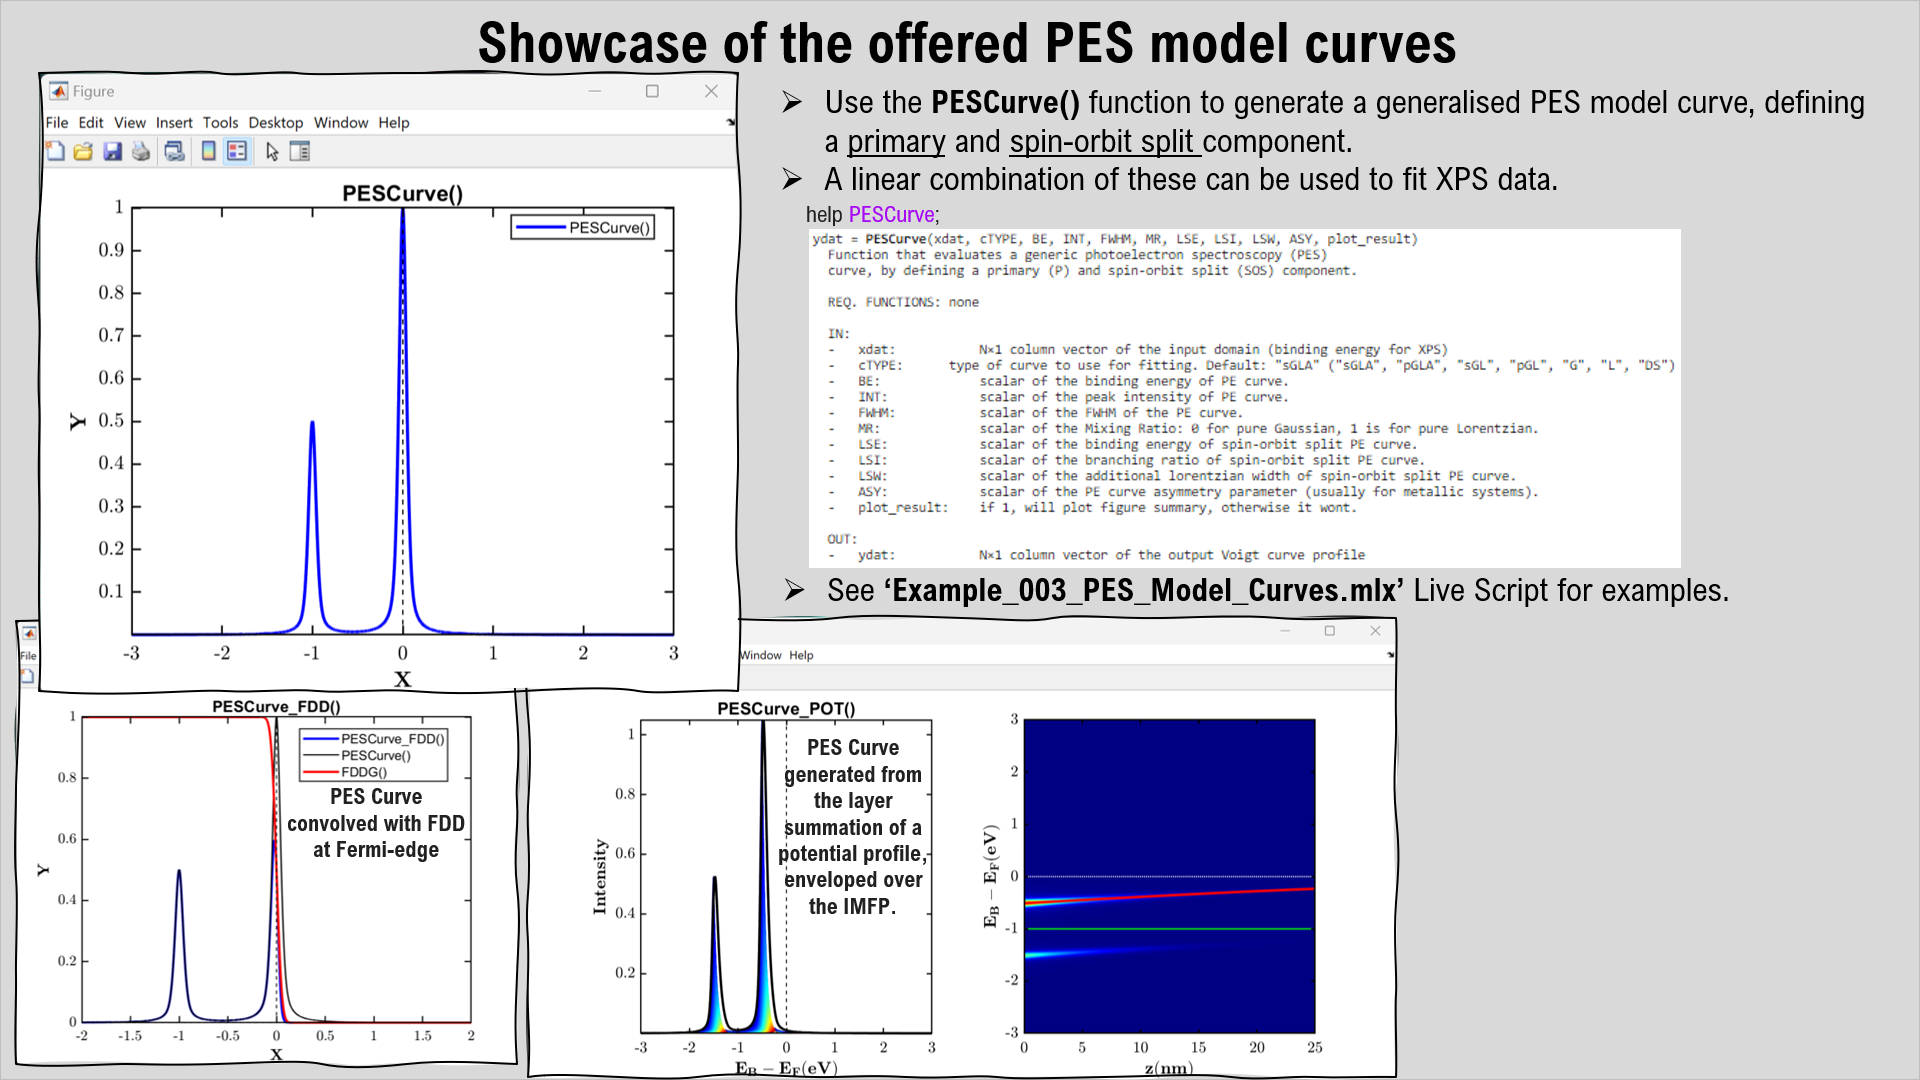 Showcase of the offered PES model curves
Figure
File Edit View Insert Tools Desktop Window Help
PESCurve()
PESCurve()
1
0.9
0.8
0.7
0.6
0.5
0.4
0.3
0.2
0.1
Y
-3 -2 -1 0 1 2 3
X
➢ Use the PESCurve() function to generate a generalised PES model curve, defining
a primary and spin-orbit split component.
➢ A linear combination of these can be used to fit XPS data.
help PESCurve;
ydat = PESCurve(xdat, cTYPE, BE, INT, FWHM, MR, LSE, LSI, LSW, ASY, plot_result)
Function that evaluates a generic photoelectron spectroscopy (PES)
curve, by defining a primary (P) and spin-orbit split (SOS) component.
REQ. FUNCTIONS: none
IN:
- xdat: N×1 column vector of the input domain (binding energy for XPS)
- cTYPE: type of curve to use for fitting. Default: "sGLA" ("sGLA", "pGLA", "sGL", "pGL", "G", "L", "DS")
- BE: scalar of the binding energy of PE curve.
- INT: scalar of the peak intensity of PE curve.
- FWHM: scalar of the FWHM of the PE curve.
- MR: scalar of the Mixing Ratio: 0 for pure Gaussian, 1 is for pure Lorentzian.
- LSE: scalar of the binding energy of spin-orbit split PE curve.
- LSI: scalar of the branching ratio of spin-orbit split PE curve.
- LSW: scalar of the additional lorentzian width of spin-orbit split PE curve.
- ASY: scalar of the PE curve asymmetry parameter (usually for metallic systems).
- plot_result: if 1, will plot figure summary, otherwise it wont.
OUT:
- ydat: N×1 column vector of the output Voigt curve profile
➢ See ‘Example_003_PES_Model_Curves.mlx’ Live Script for examples.
File
PESCurve_FDD()
PESCurve_FDD()
PESCurve()
FDDG()
PES Curve
convolved with FDD
at Fermi-edge
1
0.8
0.6
0.4
0.2
0
Y
-2 -1.5 -1 -0.5 0 0.5 1 1.5 2
X
Window Help
PESCurve_POT()
PES Curve
generated from
the layer
summation of a
potential profile,
enveloped over
the IMFP.
1
0.8
0.6
0.4
0.2
Intensity
-3 -2 -1 0 1 2 3
E_B − E_F(eV)
3
2
1
0
-1
-2
-3
E_B − E_F(eV)
0 5 10 15 20 25
z(nm)